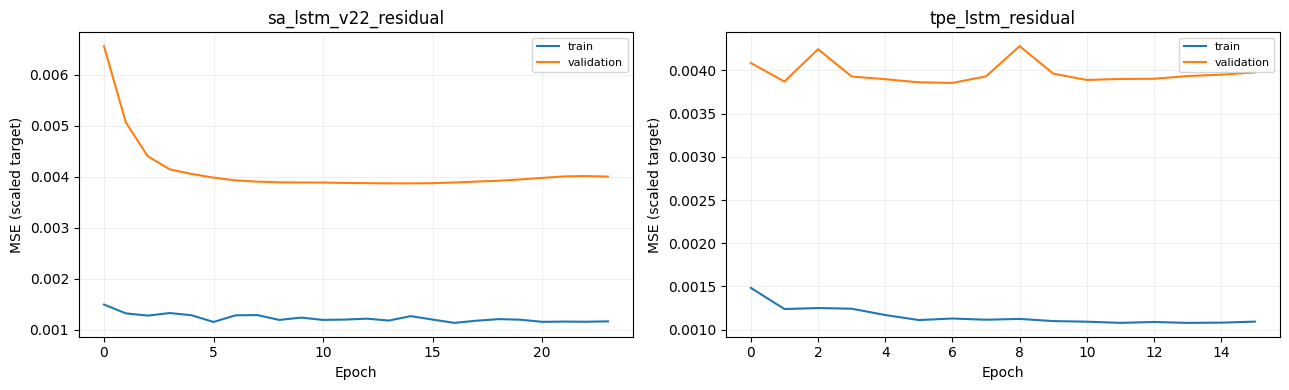 sa_lstm_v22_residual
MSE (scaled target)
0.006
0.005
0.004
0.003
0.002
0.001
train
validation
0 5 10 15 20
Epoch
tpe_lstm_residual
MSE (scaled target)
0.0040
0.0035
0.0030
0.0025
0.0020
0.0015
0.0010
train
validation
0 2 4 6 8 10 12 14
Epoch